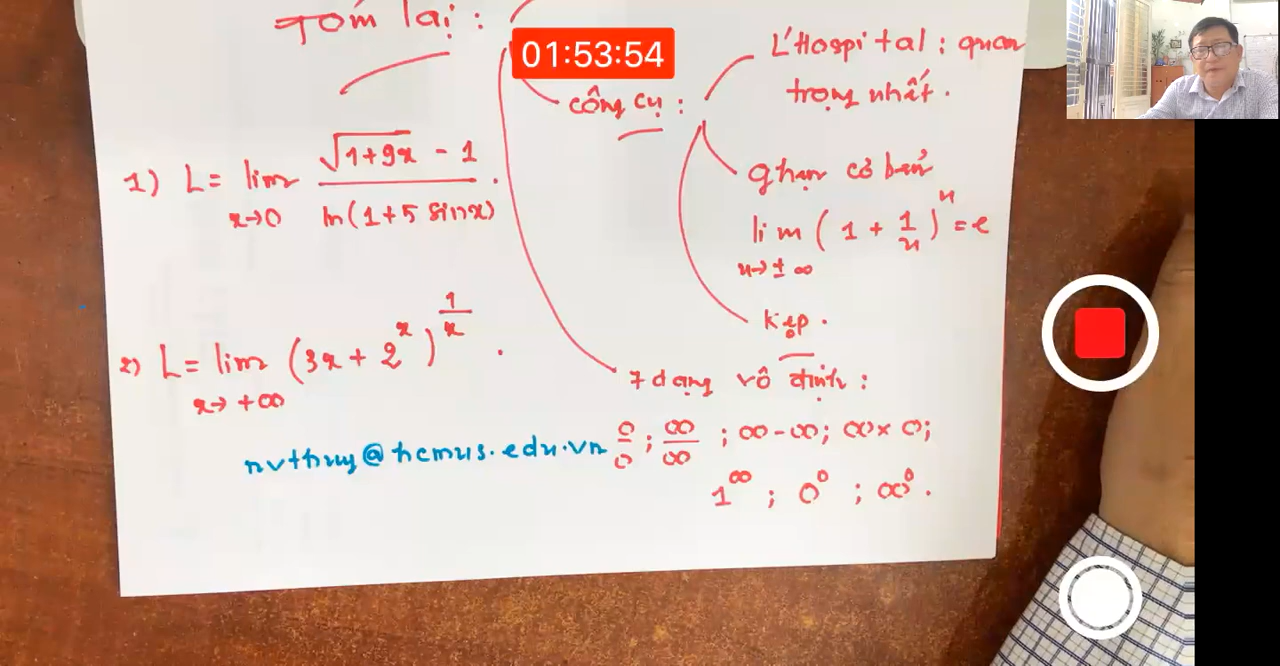 Tóm lại :
01:53:54
L'Hospital : quan
trọng nhất .
công cụ :
ghạn cơ bản
lim ( 1 + 1/n )^n = e
n→ ± ∞
kẹp .
1) L= lim (√(1+9x) - 1) / (ln(1+5 sinx)) .
x→0
2) L= lim (3x + 2^x)^(1/x) .
x→ +∞
7 dạng vô định :
0/0 ; ∞/∞ ; ∞-∞ ; ∞×0 ;
1^∞ ; 0^0 ; ∞^0 .
nvthuy@hcmus.edu.vn